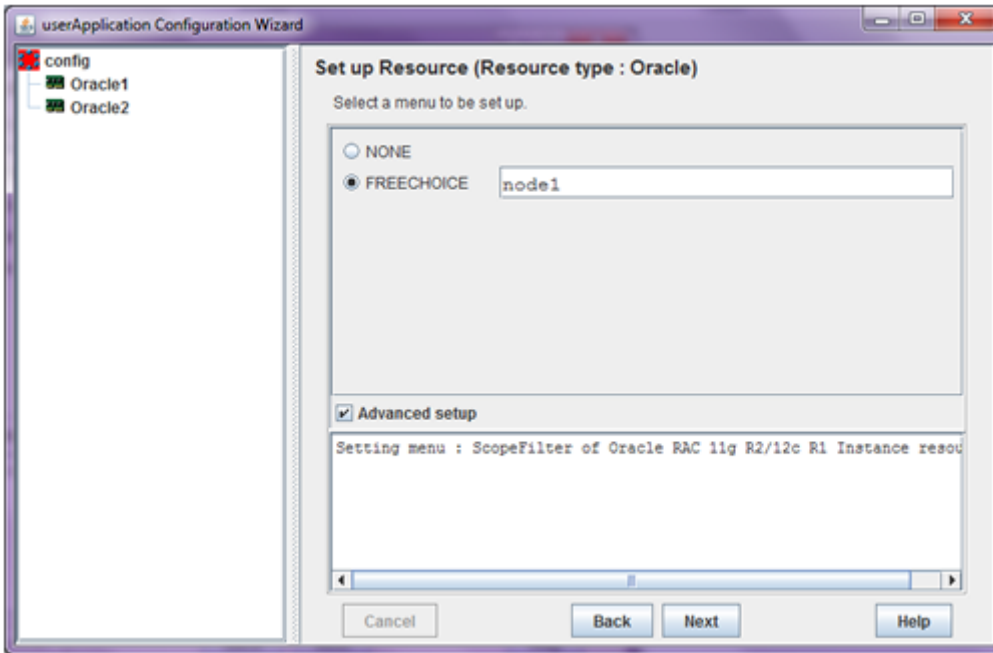 userApplication Configuration Wizard
config
Oracle1
Oracle2
Set up Resource (Resource type : Oracle)
Select a menu to be set up.
NONE
FREECHOICE node1
Advanced setup
Setting menu : ScopeFilter of Oracle RAC 11g R2/12c R1 Instance resou
Cancel Back Next Help